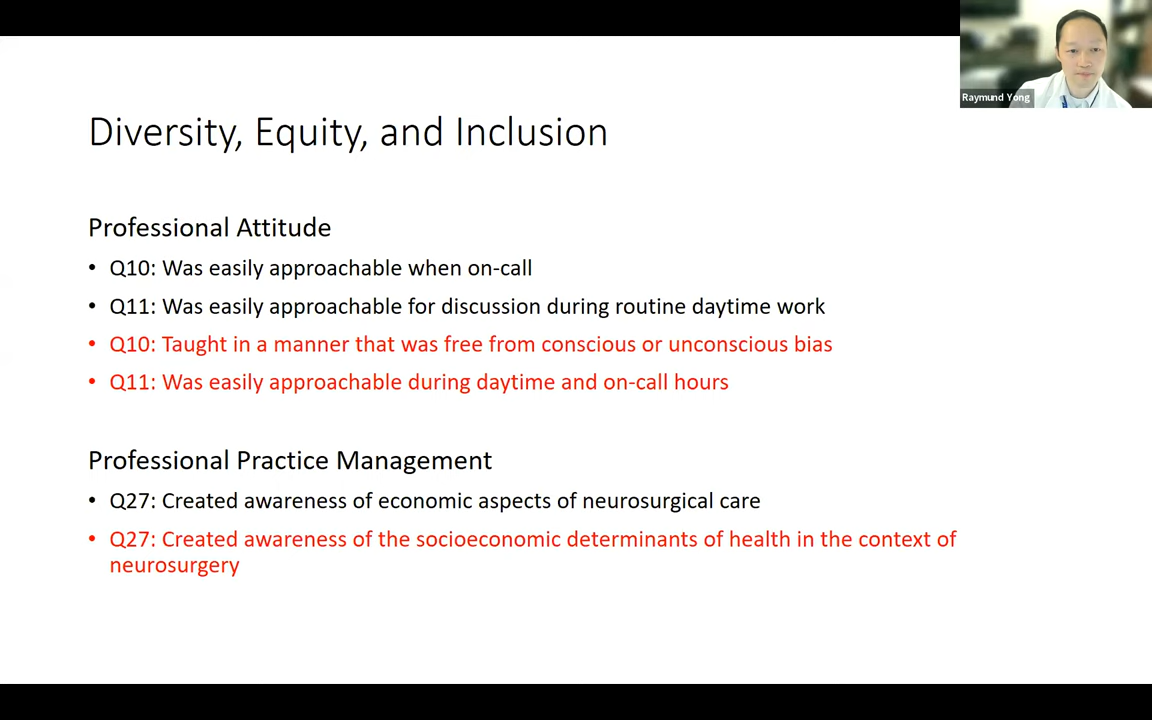 Raymund Yong
Diversity, Equity, and Inclusion
Professional Attitude
• Q10: Was easily approachable when on-call
• Q11: Was easily approachable for discussion during routine daytime work
• Q10: Taught in a manner that was free from conscious or unconscious bias
• Q11: Was easily approachable during daytime and on-call hours
Professional Practice Management
• Q27: Created awareness of economic aspects of neurosurgical care
• Q27: Created awareness of the socioeconomic determinants of health in the context of
neurosurgery